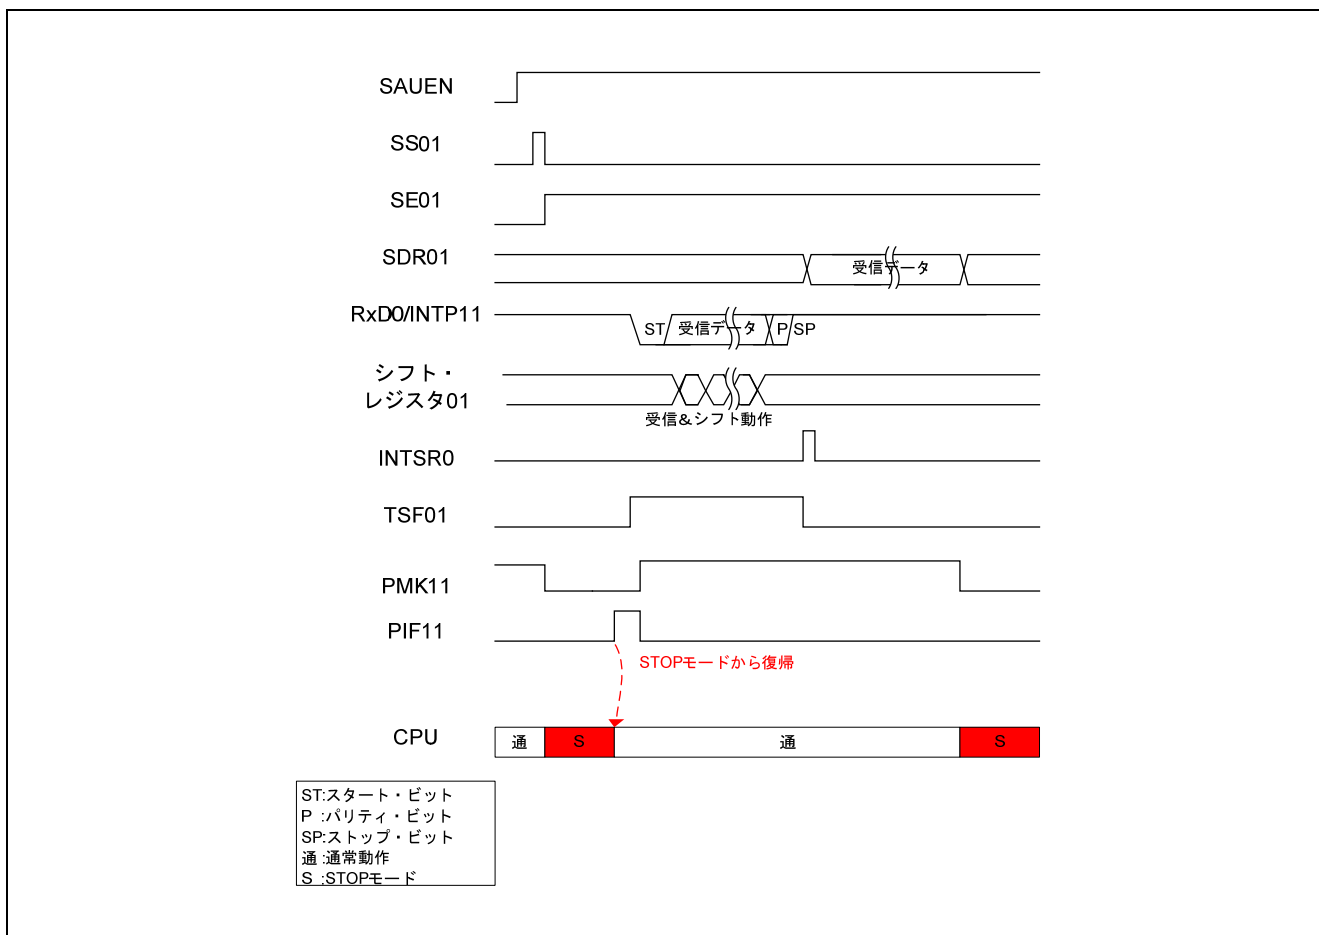 SAUEN
SS01
SE01
SDR01
受信データ
RxD0/INTP11
ST 受信データ P SP
シフト・
レジスタ01
受信&シフト動作
INTSR0
TSF01
PMK11
PIF11
STOPモードから復帰
CPU
通 S 通 S
ST:スタート・ビット
P :パリティ・ビット
SP:ストップ・ビット
通 :通常動作
S :STOPモード